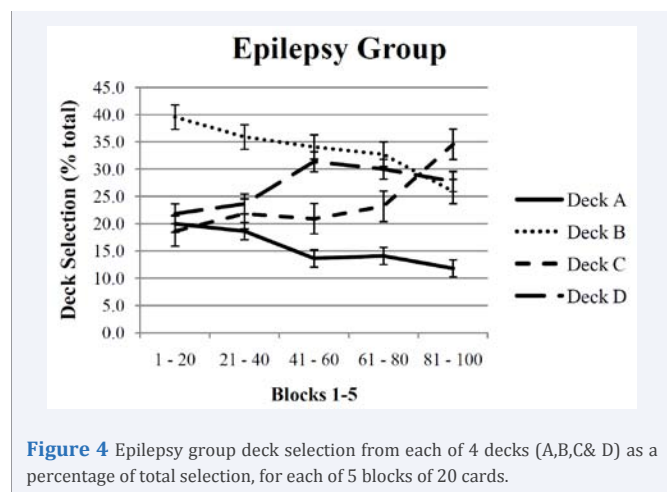 Epilepsy Group
Deck Selection (% total)
45.0
40.0
35.0
30.0
25.0
20.0
15.0
10.0
5.0
0.0
1 - 20 21 - 40 41 - 60 61 - 80 81 - 100
Blocks 1-5
Deck A
Deck B
Deck C
Deck D
Figure 4 Epilepsy group deck selection from each of 4 decks (A,B,C& D) as a
percentage of total selection, for each of 5 blocks of 20 cards.